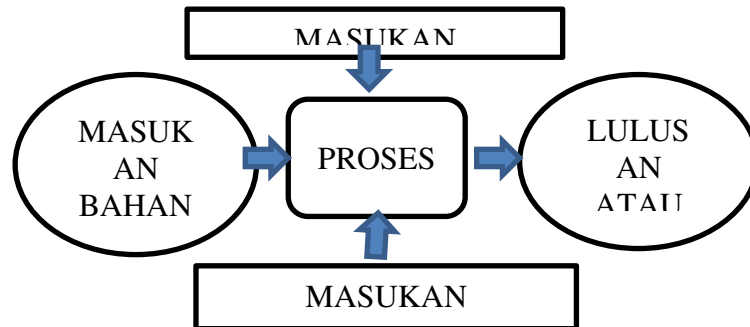 MASUKAN
MASUK
AN
BAHAN
PROSES
LULUS
AN
ATAU
MASUKAN